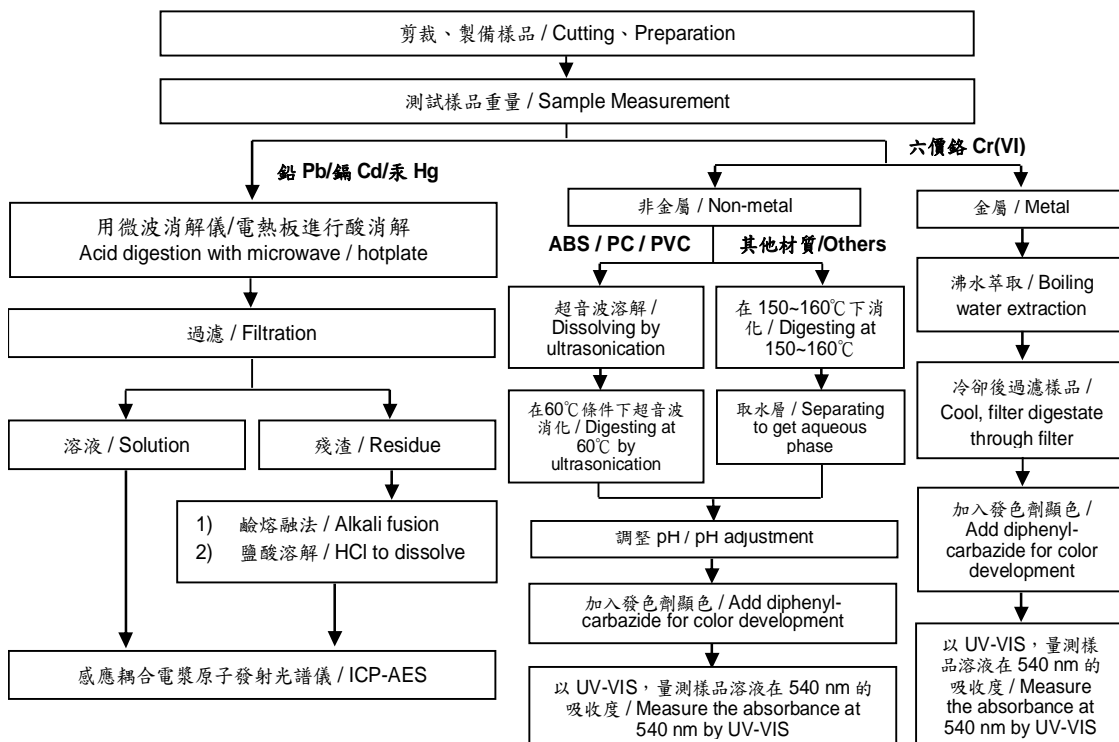 剪裁、製備樣品 / Cutting、Preparation
測試樣品重量 / Sample Measurement
鉛 Pb/鎘 Cd/汞 Hg
六價鉻 Cr(VI)
用微波消解儀/電熱板進行酸消解
Acid digestion with microwave / hotplate
過濾 / Filtration
溶液 / Solution
殘渣 / Residue
1) 鹼熔融法 / Alkali fusion
2) 鹽酸溶解 / HCl to dissolve
感應耦合電漿原子發射光譜儀 / ICP-AES
非金屬 / Non-metal
ABS / PC / PVC
其他材質/Others
超音波溶解 /
Dissolving by
ultrasonication
在60℃條件下超音波
消化 / Digesting at
60℃ by
ultrasonication
在 150~160℃下消
化 / Digesting at
150~160℃
取水層 / Separating
to get aqueous
phase
調整 pH / pH adjustment
加入發色劑顯色 / Add diphenyl-
carbazide for color development
以 UV-VIS，量測樣品溶液在 540 nm 的
吸收度 / Measure the absorbance at
540 nm by UV-VIS
金屬 / Metal
沸水萃取 / Boiling
water extraction
冷卻後過濾樣品 /
Cool, filter digestate
through filter
加入發色劑顯色 /
Add diphenyl-
carbazide for color
development
以 UV-VIS，量測樣
品溶液在 540 nm 的
吸收度 / Measure
the absorbance at
540 nm by UV-VIS